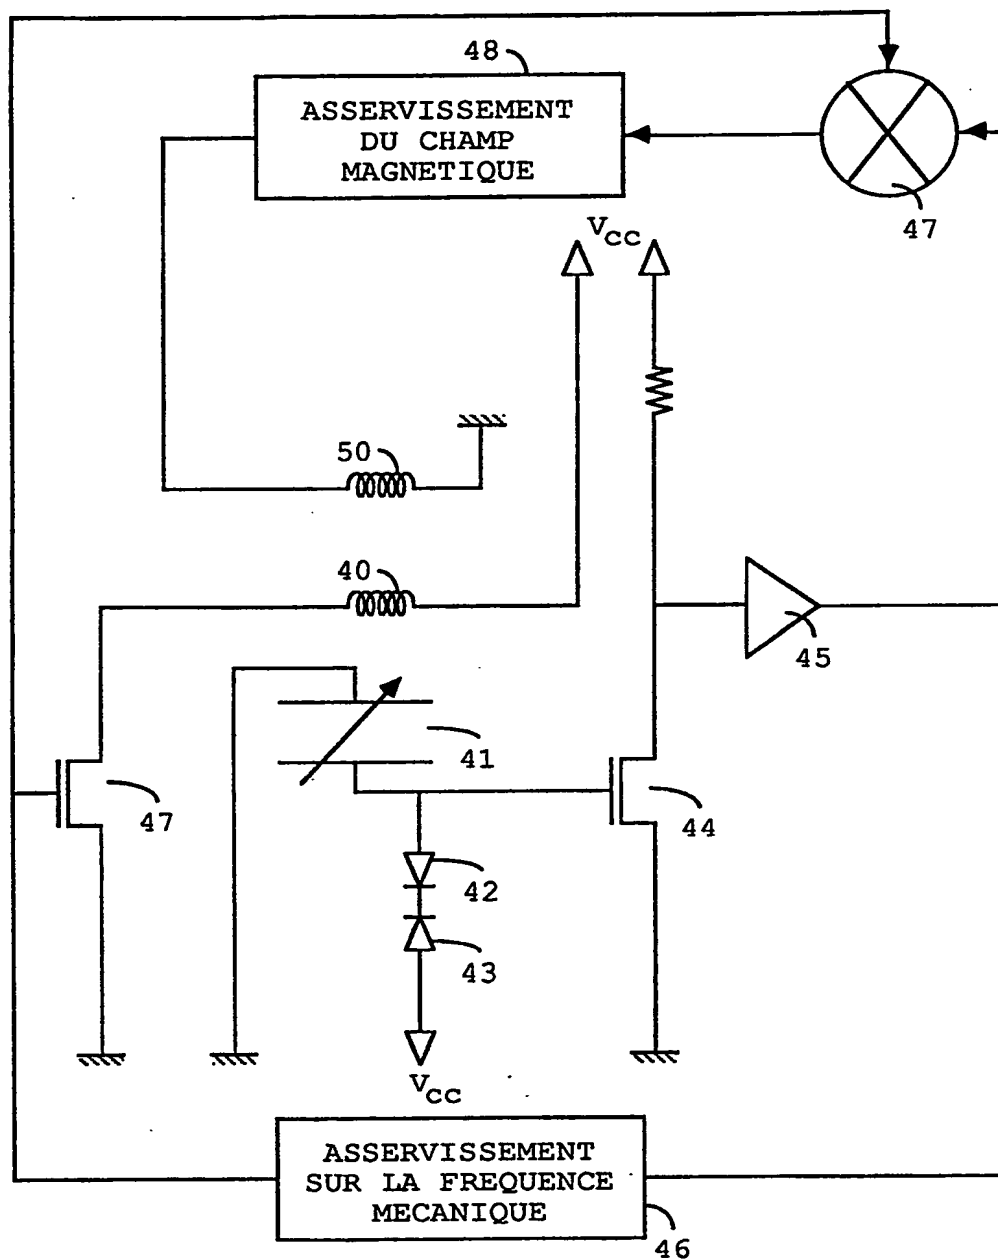 48
ASSERVISSEMENT
DU CHAMP
MAGNETIQUE
47
Vcc
50
40
45
41
47
44
42
43
Vcc
ASSERVISSEMENT
SUR LA FREQUENCE
MECANIQUE
46